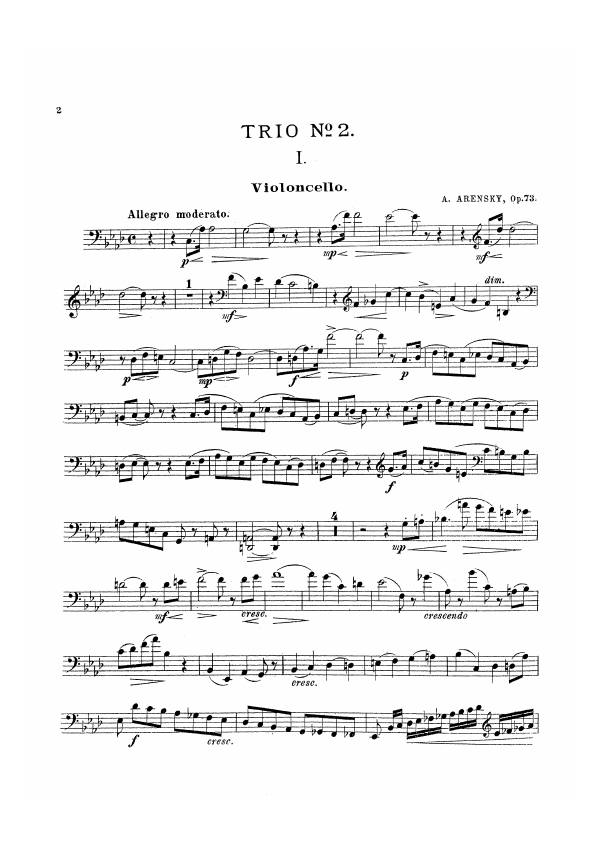 2
TRIO Nº 2.
I.
Violoncello.
A. ARENSKY, Op. 73.
Allegro moderato.
p mp mf
1 mf dim.
p mp f p
f
4 mp
mf cresc. crescendo
cresc.
f cresc.